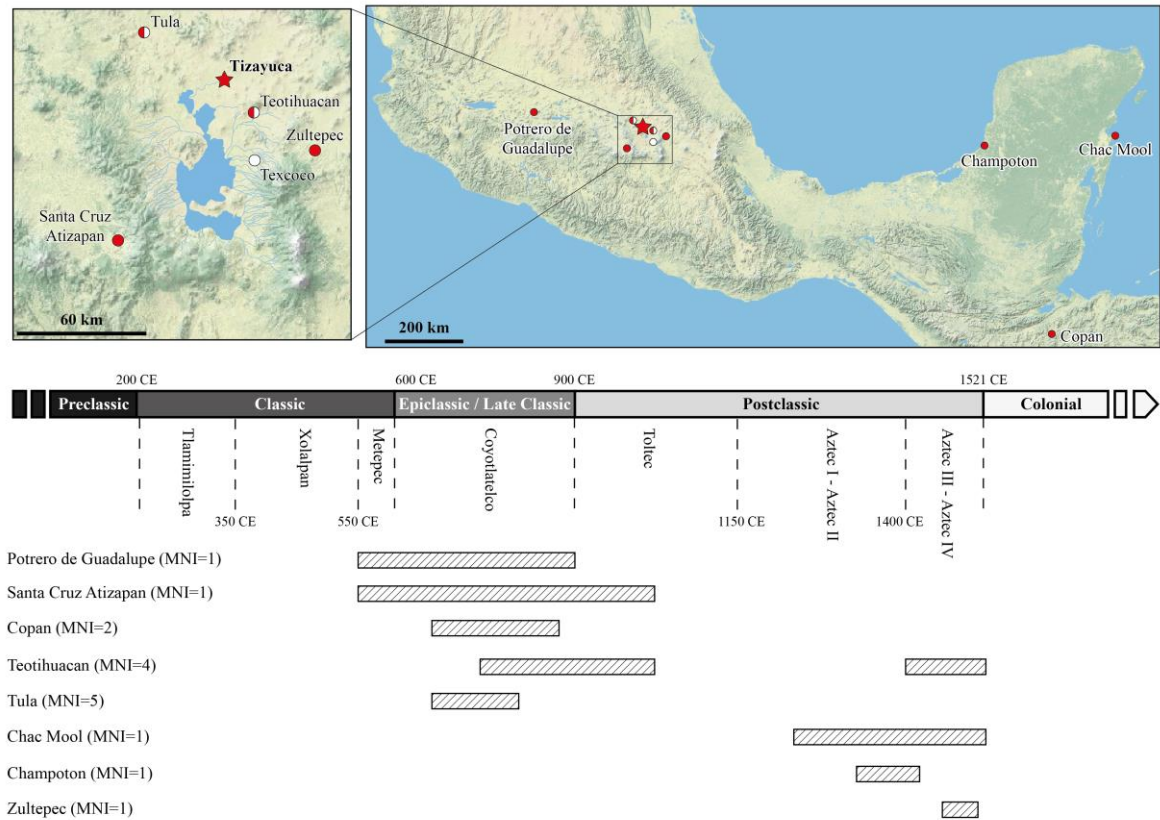 Tula
Tizayuca
Teotihuacan
Zultepec
Texcoco
Santa Cruz
Atizapan
60 km
Potrero de
Guadalupe
Champoton
Chac Mool
Copan
200 km
200 CE
600 CE
900 CE
1521 CE
Preclassic
Classic
Epiclassic / Late Classic
Postclassic
Colonial
Tlamimilolpa
Xolalpan
Metepec
Coyotlatelco
Toltec
Aztec I - Aztec II
Aztec III - Aztec IV
350 CE
550 CE
1150 CE
1400 CE
Potrero de Guadalupe (MNI=1)
Santa Cruz Atizapan (MNI=1)
Copan (MNI=2)
Teotihuacan (MNI=4)
Tula (MNI=5)
Chac Mool (MNI=1)
Champoton (MNI=1)
Zultepec (MNI=1)